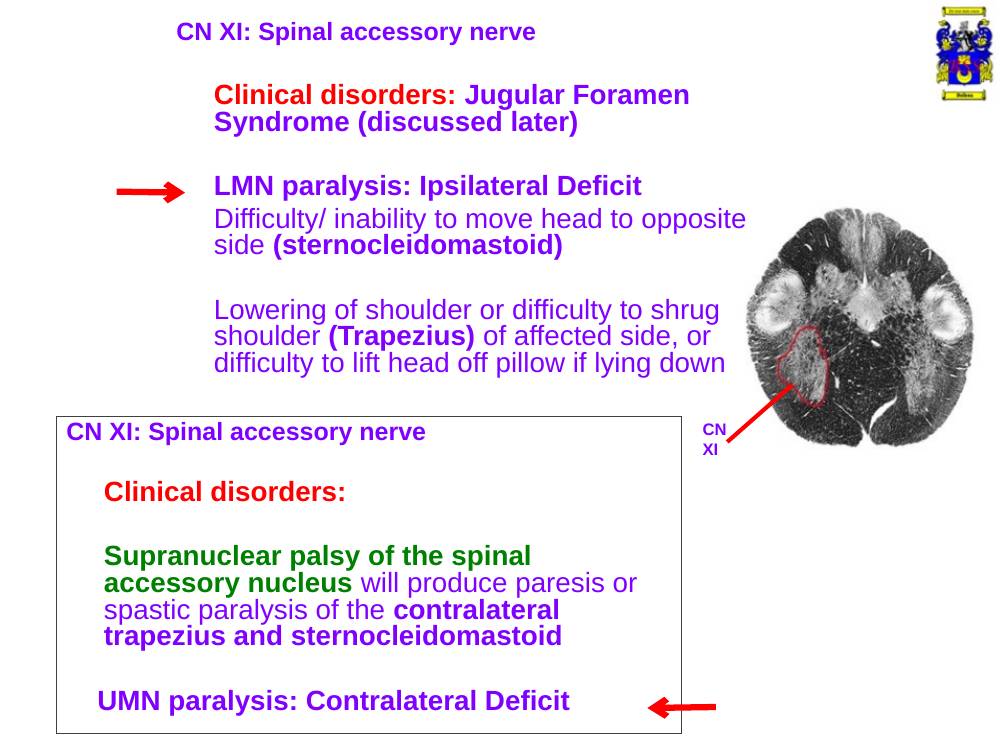 CN XI: Spinal accessory nerve
Clinical disorders: Jugular Foramen
Syndrome (discussed later)
LMN paralysis: Ipsilateral Deficit
Difficulty/ inability to move head to opposite
side (sternocleidomastoid)
Lowering of shoulder or difficulty to shrug
shoulder (Trapezius) of affected side, or
difficulty to lift head off pillow if lying down
CN
XI
CN XI: Spinal accessory nerve
Clinical disorders:
Supranuclear palsy of the spinal
accessory nucleus will produce paresis or
spastic paralysis of the contralateral
trapezius and sternocleidomastoid
UMN paralysis: Contralateral Deficit